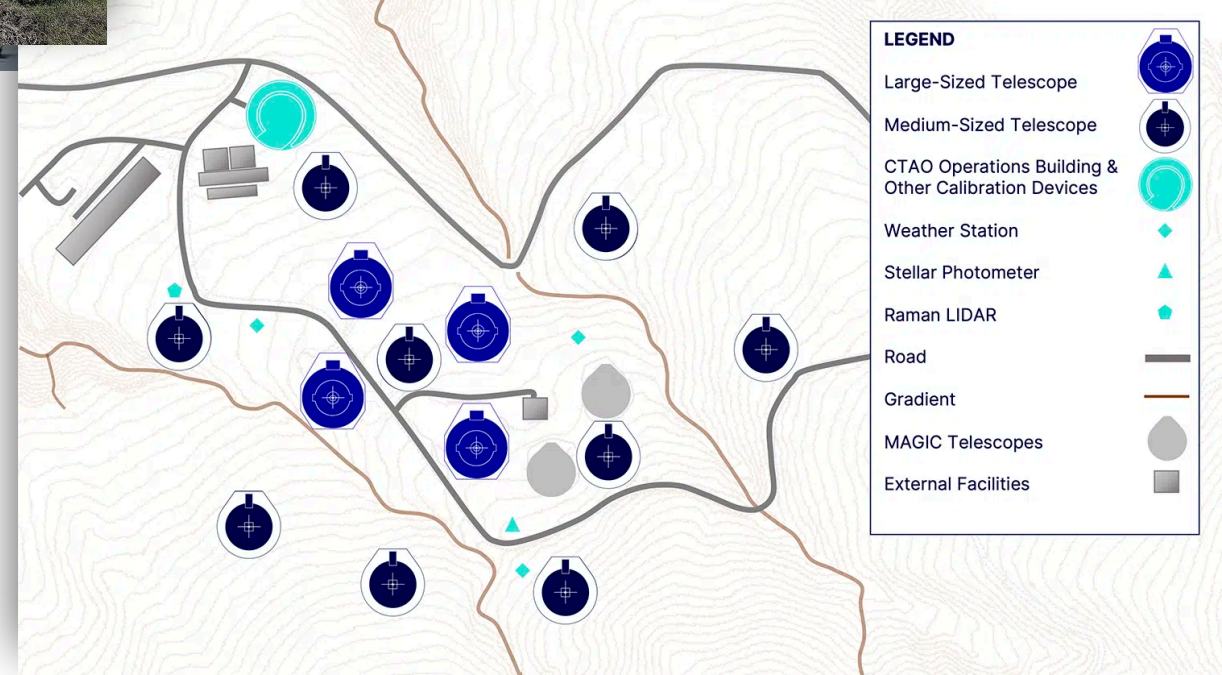 LEGEND
Large-Sized Telescope
Medium-Sized Telescope
CTAO Operations Building &
Other Calibration Devices
Weather Station
Stellar Photometer
Raman LIDAR
Road
Gradient
MAGIC Telescopes
External Facilities